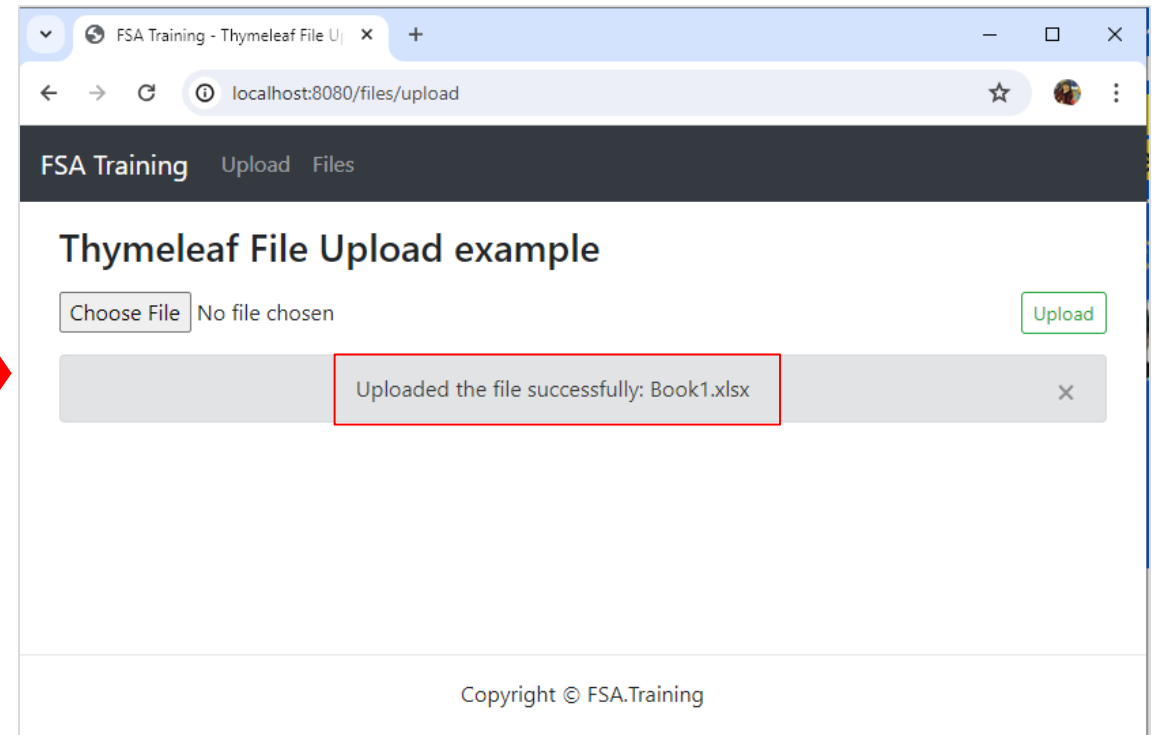 FSA Training - Thymeleaf File U
localhost:8080/files/upload
FSA Training Upload Files
Thymeleaf File Upload example
Choose File No file chosen Upload
Uploaded the file successfully: Book1.xlsx ×
Copyright © FSA.Training